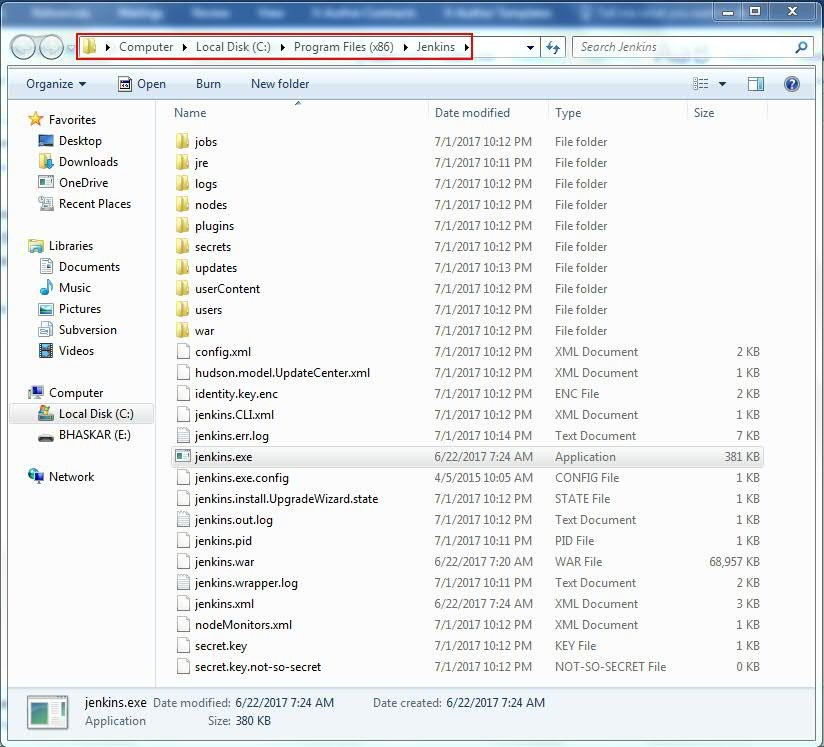 Computer Local Disk (C:) Program Files (x86) Jenkins Search Jenkins
Organize Open Burn New folder
Name Date modified Type Size
Favorites
Desktop
Downloads
OneDrive
Recent Places
Libraries
Documents
Music
Pictures
Subversion
Videos
Computer
Local Disk (C:)
BHASKAR (E:)
Network
jobs 7/1/2017 10:12 PM File folder
jre 7/1/2017 10:11 PM File folder
logs 7/1/2017 10:12 PM File folder
nodes 7/1/2017 10:12 PM File folder
plugins 7/1/2017 10:12 PM File folder
secrets 7/1/2017 10:12 PM File folder
updates 7/1/2017 10:13 PM File folder
userContent 7/1/2017 10:12 PM File folder
users 7/1/2017 10:12 PM File folder
war 7/1/2017 10:12 PM File folder
config.xml 7/1/2017 10:12 PM XML Document 2 KB
hudson.model.UpdateCenter.xml 7/1/2017 10:12 PM XML Document 1 KB
identity.key.enc 7/1/2017 10:12 PM ENC File 2 KB
jenkins.CLI.xml 7/1/2017 10:12 PM XML Document 1 KB
jenkins.err.log 7/1/2017 10:14 PM Text Document 7 KB
jenkins.exe 6/22/2017 7:24 AM Application 381 KB
jenkins.exe.config 4/5/2015 10:05 AM CONFIG File 1 KB
jenkins.install.UpgradeWizard.state 7/1/2017 10:12 PM STATE File 1 KB
jenkins.out.log 7/1/2017 10:12 PM Text Document 1 KB
jenkins.pid 7/1/2017 10:11 PM PID File 1 KB
jenkins.war 6/22/2017 7:20 AM WAR File 68,957 KB
jenkins.wrapper.log 7/1/2017 10:11 PM Text Document 2 KB
jenkins.xml 6/22/2017 7:24 AM XML Document 3 KB
nodeMonitors.xml 7/1/2017 10:12 PM XML Document 1 KB
secret.key 7/1/2017 10:12 PM KEY File 1 KB
secret.key.not-so-secret 7/1/2017 10:12 PM NOT-SO-SECRET File 0 KB
jenkins.exe Date modified: 6/22/2017 7:24 AM Date created: 6/22/2017 7:24 AM
Application Size: 380 KB